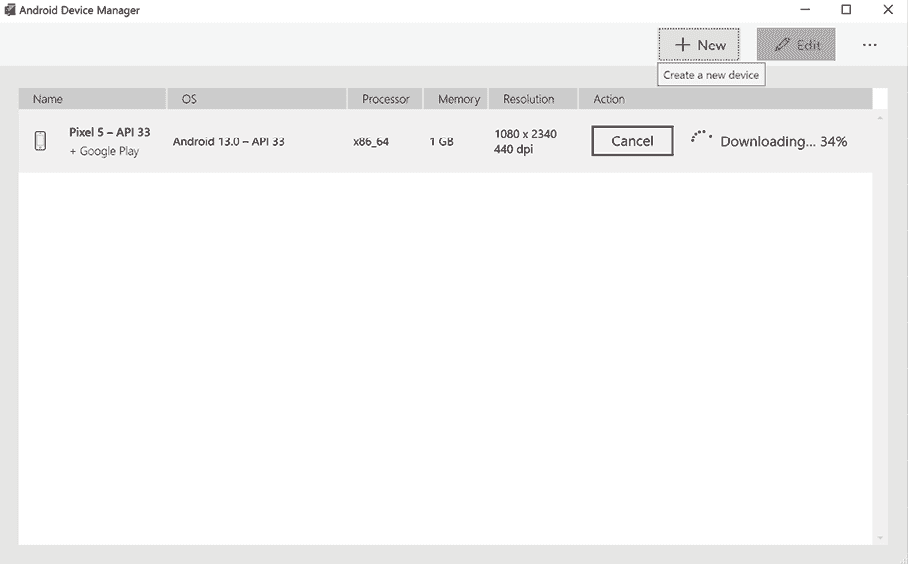 Android Device Manager
New
Edit
Create a new device
Name OS Processor Memory Resolution Action
Pixel 5 – API 33
+ Google Play
Android 13.0 – API 33
x86_64
1 GB
1080 x 2340
440 dpi
Cancel
Downloading... 34%